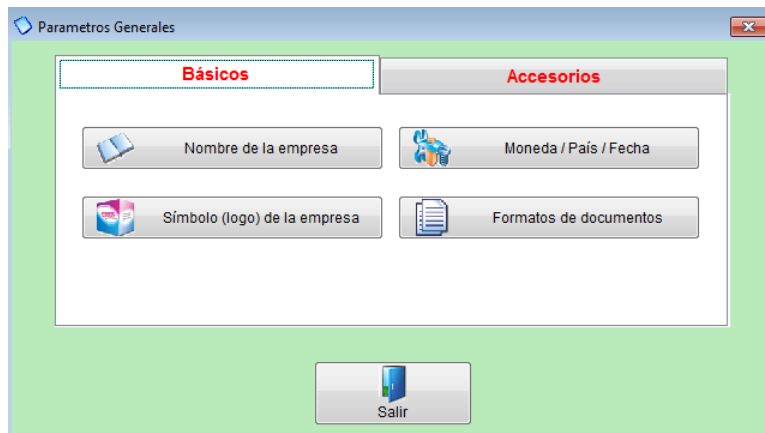 Parametros Generales
Básicos
Accesorios
Nombre de la empresa
Moneda / País / Fecha
Símbolo (logo) de la empresa
Formatos de documentos
Salir